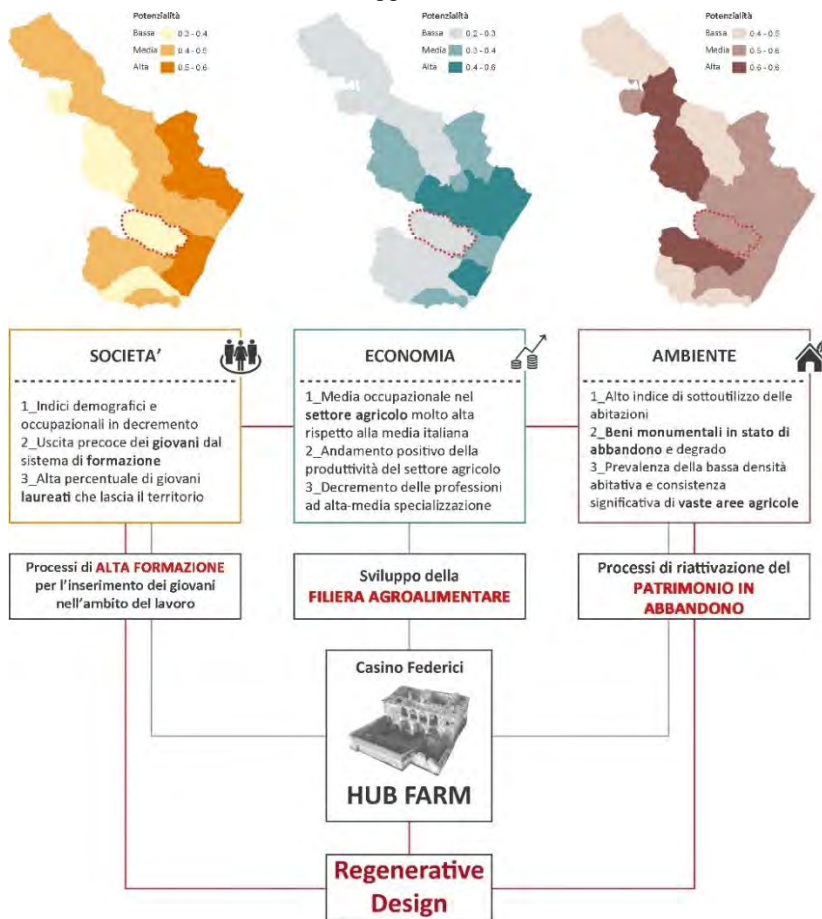 Potenzialità
Bassa 0.3 - 0.4
Media 0.4 - 0.5
Alta 0.5 - 0.6
Potenzialità
Bassa 0.2 - 0.3
Media 0.3 - 0.4
Alta 0.4 - 0.6
Potenzialità
Bassa 0.4 - 0.5
Media 0.5 - 0.6
Alta 0.6 - 0.8
SOCIETA'
1_Indici demografici e
occupazionali in decremento
2_Uscita precoce dei giovani dal
sistema di formazione
3_Alta percentuale di giovani
laureati che lascia il territorio
ECONOMIA
1_Media occupazionale nel
settore agricolo molto alta
rispetto alla media italiana
2_Andamento positivo della
produttività del settore agricolo
3_Decremento delle professioni
ad alta-media specializzazione
AMBIENTE
1_Alto indice di sottoutilizzo delle
abitazioni
2_Beni monumentali in stato di
abbandono e degrado
3_Prevalenza della bassa densità
abitativa e consistenza
significativa di vaste aree agricole
Processi di ALTA FORMAZIONE
per l'inserimento dei giovani
nell'ambito del lavoro
Sviluppo della
FILIERA AGROALIMENTARE
Processi di riattivazione del
PATRIMONIO IN
ABBANDONO
Casino Federici
HUB FARM
Regenerative
Design